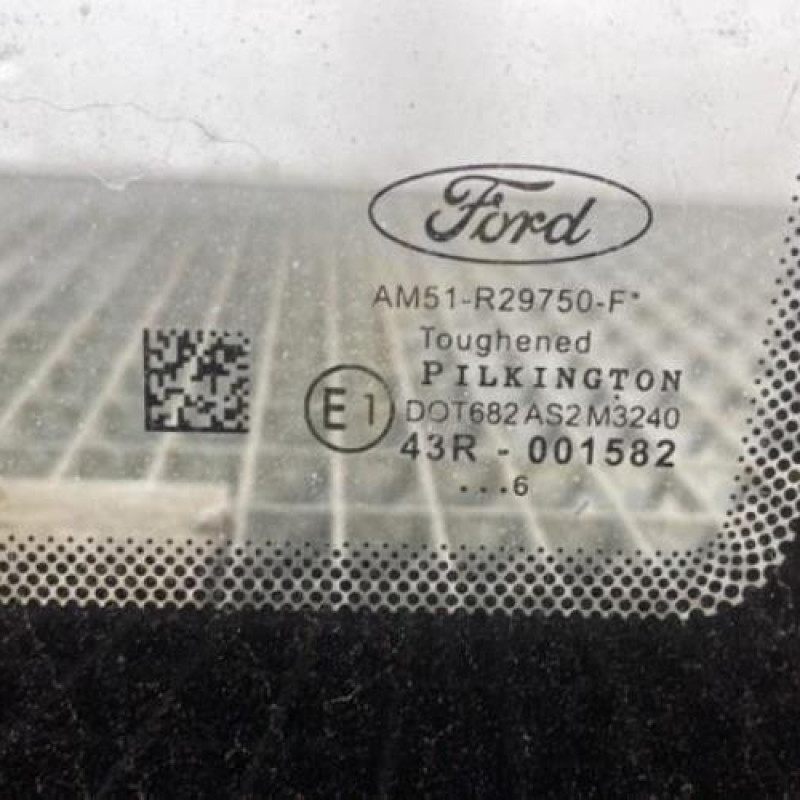 Ford
AM51-R29750-F*
Toughened
PILKINGTON
E1
DOT682 AS2 M3240
43R - 001582
...6